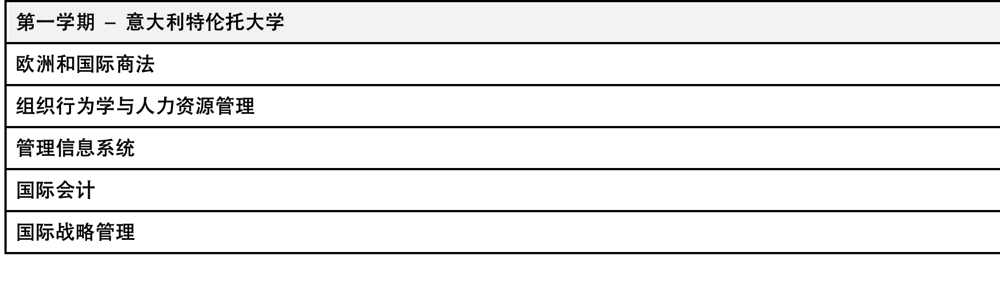 第一学期 – 意大利特伦托大学
欧洲和国际商法
组织行为学与人力资源管理
管理信息系统
国际会计
国际战略管理